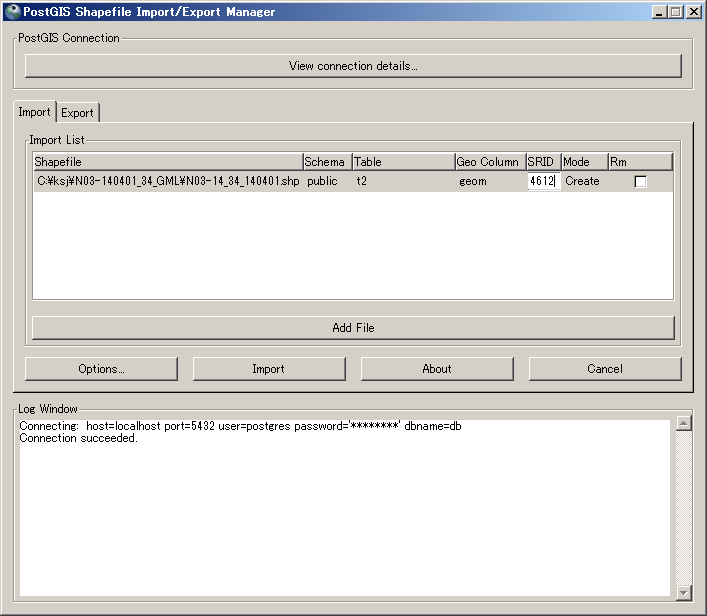 PostGIS Shapefile Import/Export Manager
PostGIS Connection
View connection details...
Import Export
Import List
Shapefile Schema Table Geo Column SRID Mode Rm
C:¥ksj¥N03-140401_34_GML¥N03-14_34_140401.shp public t2 geom 4612 Create
Add File
Options... Import About Cancel
Log Window
Connecting: host=localhost port=5432 user=postgres password='********' dbname=db
Connection succeeded.